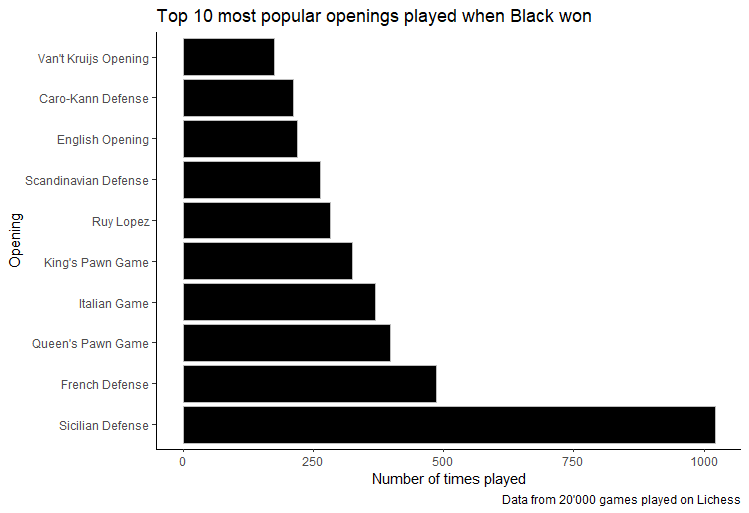 Top 10 most popular openings played when Black won
Opening
Van't Kruijs Opening
Caro-Kann Defense
English Opening
Scandinavian Defense
Ruy Lopez
King's Pawn Game
Italian Game
Queen's Pawn Game
French Defense
Sicilian Defense
0 250 500 750 1000
Number of times played
Data from 20'000 games played on Lichess